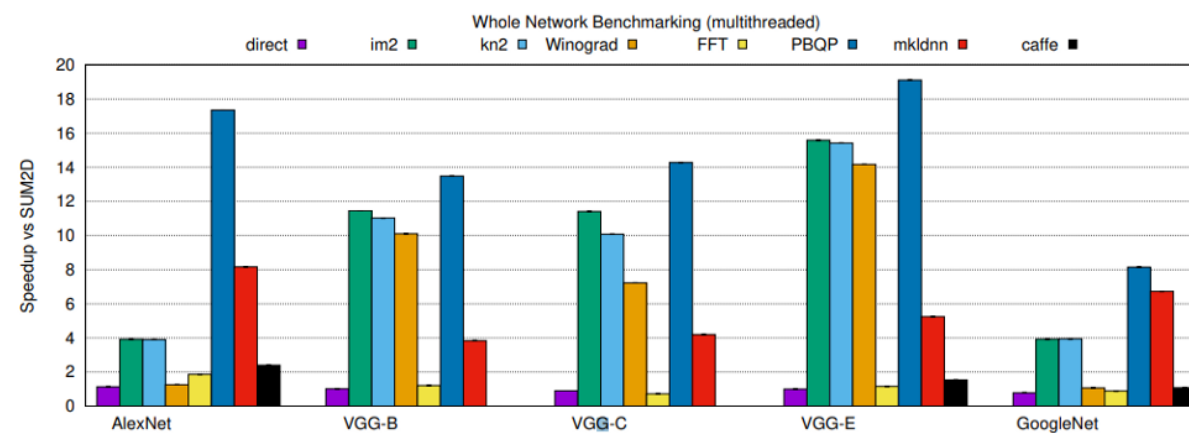 Whole Network Benchmarking (multithreaded)
direct im2 kn2 Winograd FFT PBQP mkldnn caffe
20
18
16
14
12
10
8
6
4
2
0
Speedup vs SUM2D
AlexNet VGG-B VGG-C VGG-E GoogleNet